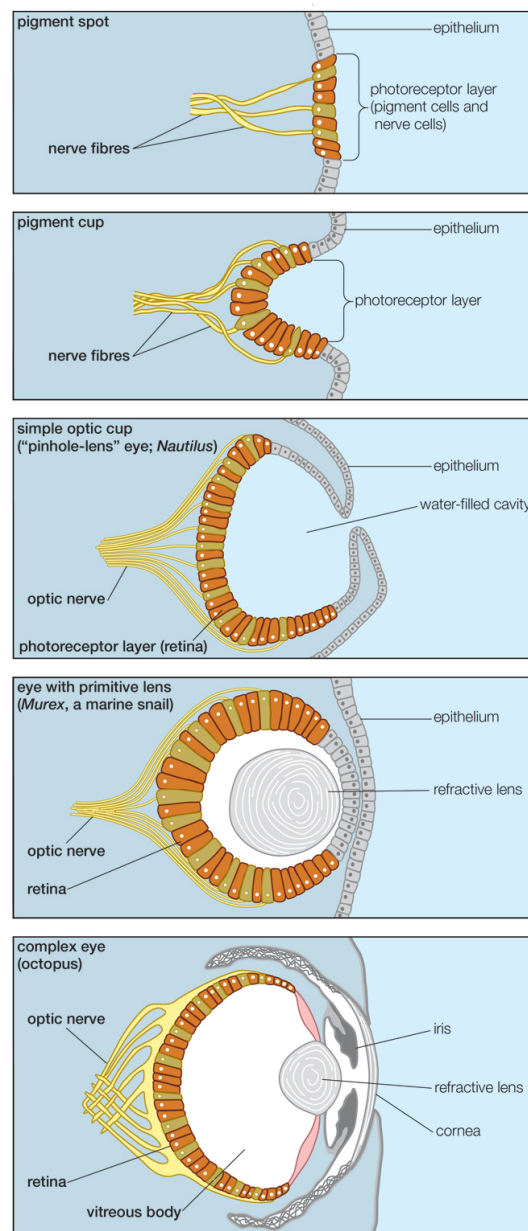 pigment spot
epithelium
photoreceptor layer
(pigment cells and
nerve cells)
nerve fibres
pigment cup
epithelium
photoreceptor layer
nerve fibres
simple optic cup
(“pinhole-lens” eye; Nautilus)
epithelium
water-filled cavity
optic nerve
photoreceptor layer (retina)
eye with primitive lens
(Murex, a marine snail)
epithelium
refractive lens
optic nerve
retina
complex eye
(octopus)
optic nerve
iris
refractive lens
cornea
retina
vitreous body